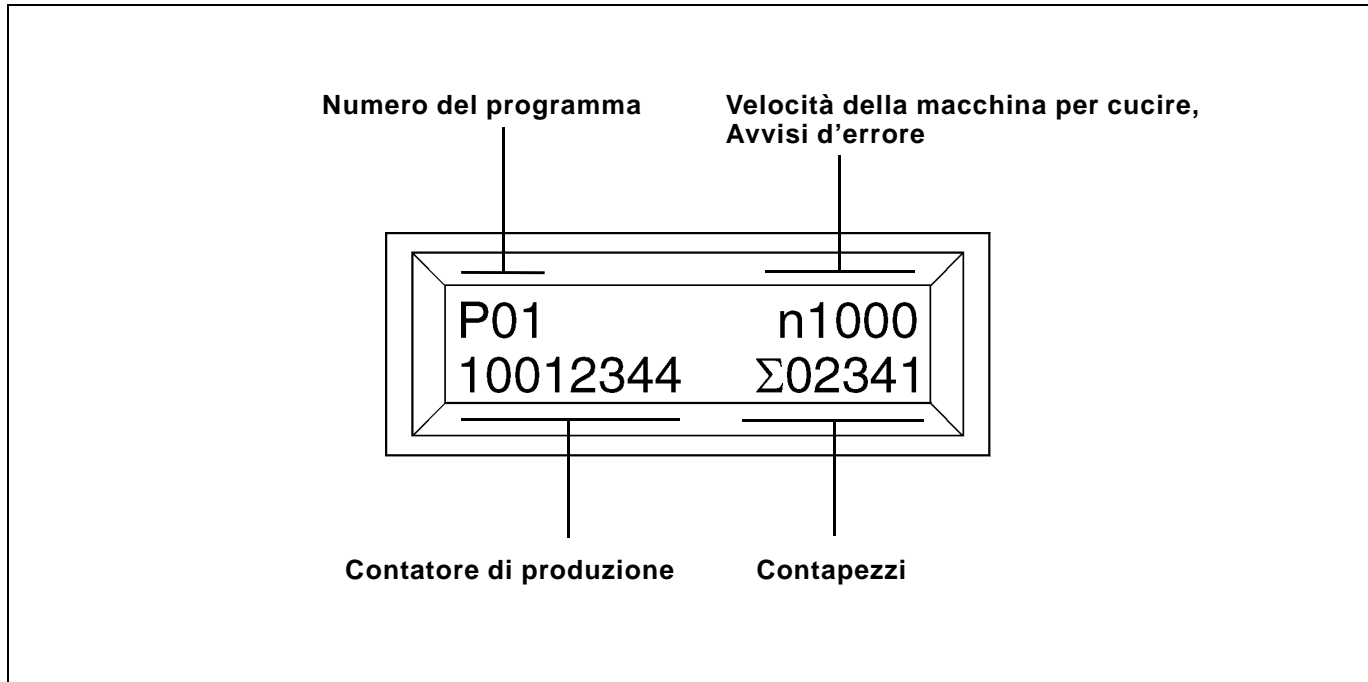 Numero del programma
Velocità della macchina per cucire,
Avvisi d’errore
P01 n1000
10012344 Σ02341
Contatore di produzione
Contapezzi